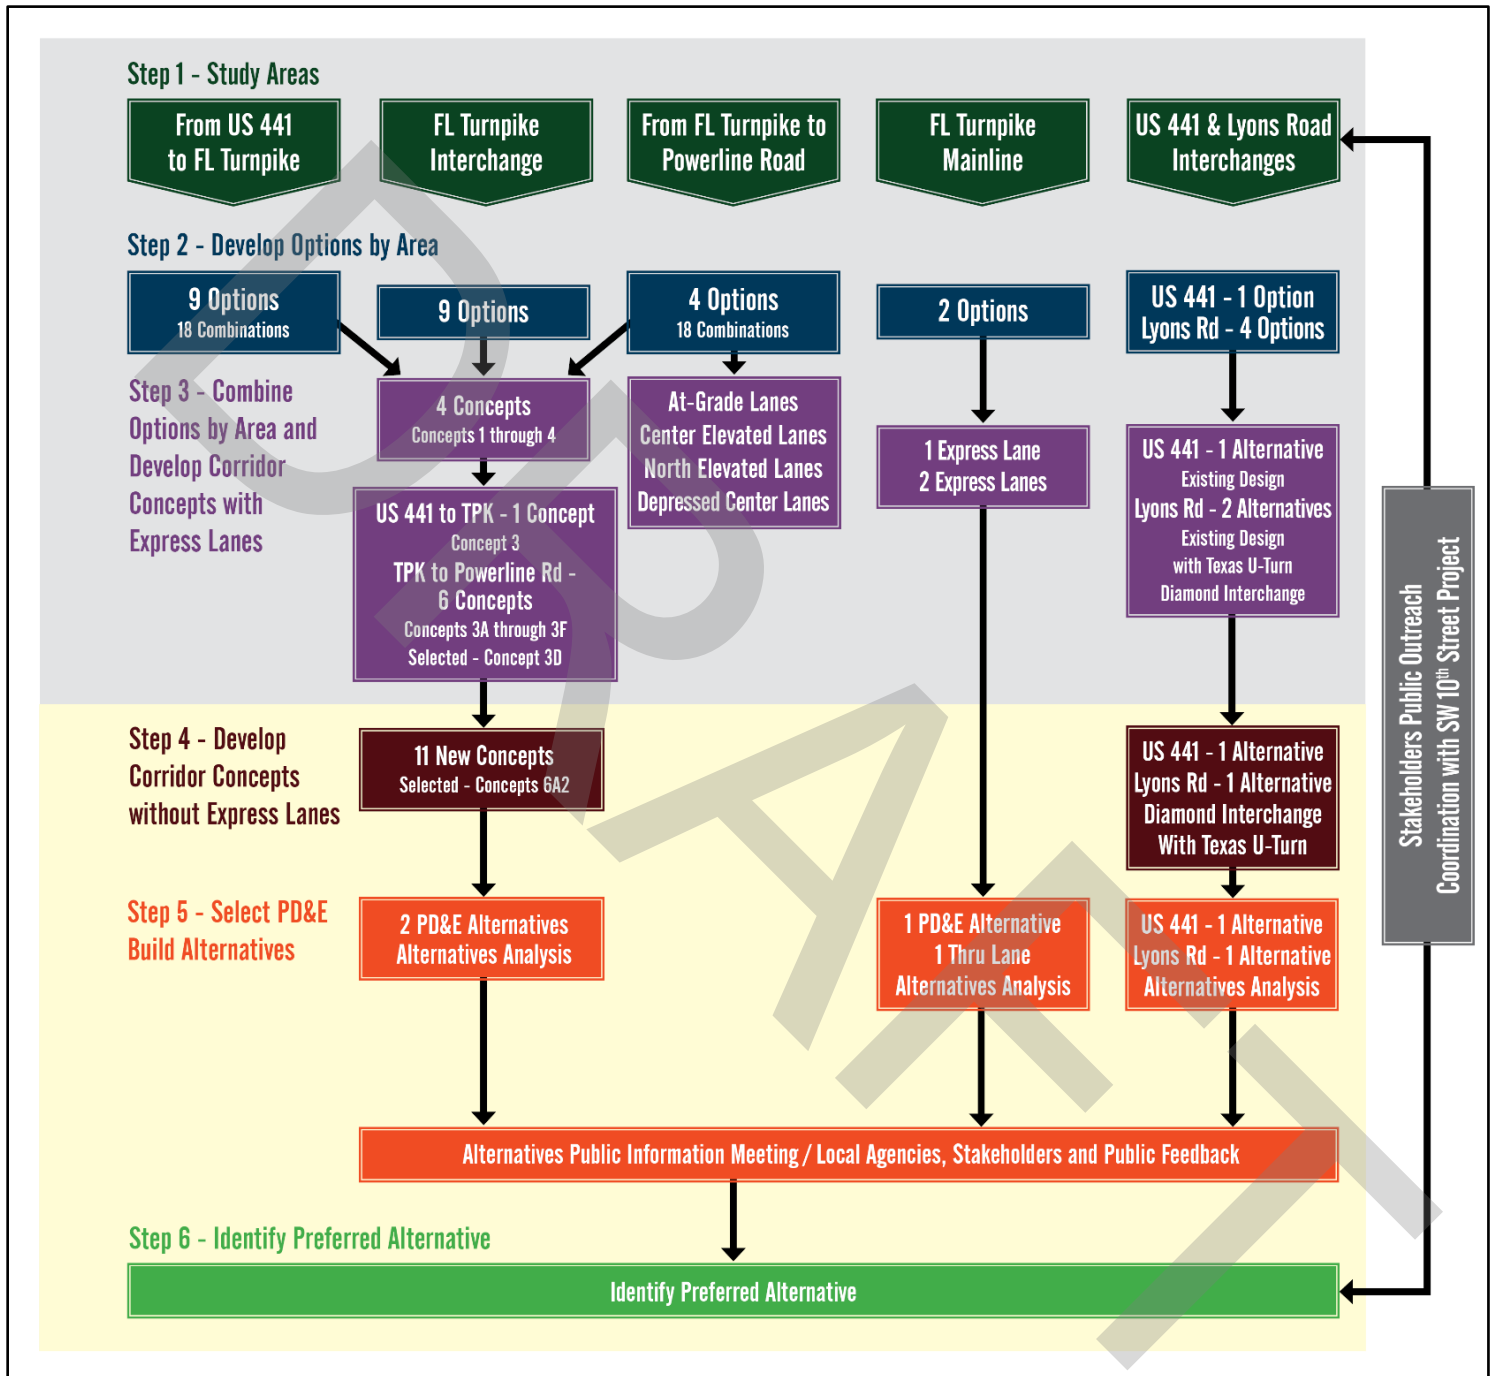 Step 1 - Study Areas
From US 441
to FL Turnpike
FL Turnpike
Interchange
From FL Turnpike to
Powerline Road
FL Turnpike
Mainline
US 441 & Lyons Road
Interchanges
Step 2 - Develop Options by Area
9 Options
18 Combinations
9 Options
4 Options
18 Combinations
2 Options
US 441 - 1 Option
Lyons Rd - 4 Options
Step 3 - Combine
Options by Area and
Develop Corridor
Concepts with
Express Lanes
4 Concepts
Concepts 1 through 4
At-Grade Lanes
Center Elevated Lanes
North Elevated Lanes
Depressed Center Lanes
1 Express Lane
2 Express Lanes
US 441 - 1 Alternative
Existing Design
Lyons Rd - 2 Alternatives
Existing Design
with Texas U-Turn
Diamond Interchange
US 441 to TPK - 1 Concept
Concept 3
TPK to Powerline Rd -
6 Concepts
Concepts 3A through 3F
Selected - Concept 3D
Step 4 - Develop
Corridor Concepts
without Express Lanes
11 New Concepts
Selected - Concepts 6A2
US 441 - 1 Alternative
Lyons Rd - 1 Alternative
Diamond Interchange
With Texas U-Turn
Step 5 - Select PD&E
Build Alternatives
2 PD&E Alternatives
Alternatives Analysis
1 PD&E Alternative
1 Thru Lane
Alternatives Analysis
US 441 - 1 Alternative
Lyons Rd - 1 Alternative
Alternatives Analysis
Alternatives Public Information Meeting / Local Agencies, Stakeholders and Public Feedback
Step 6 - Identify Preferred Alternative
Identify Preferred Alternative
Stakeholders Public Outreach
Coordination with SW 10th Street Project
DRAFT